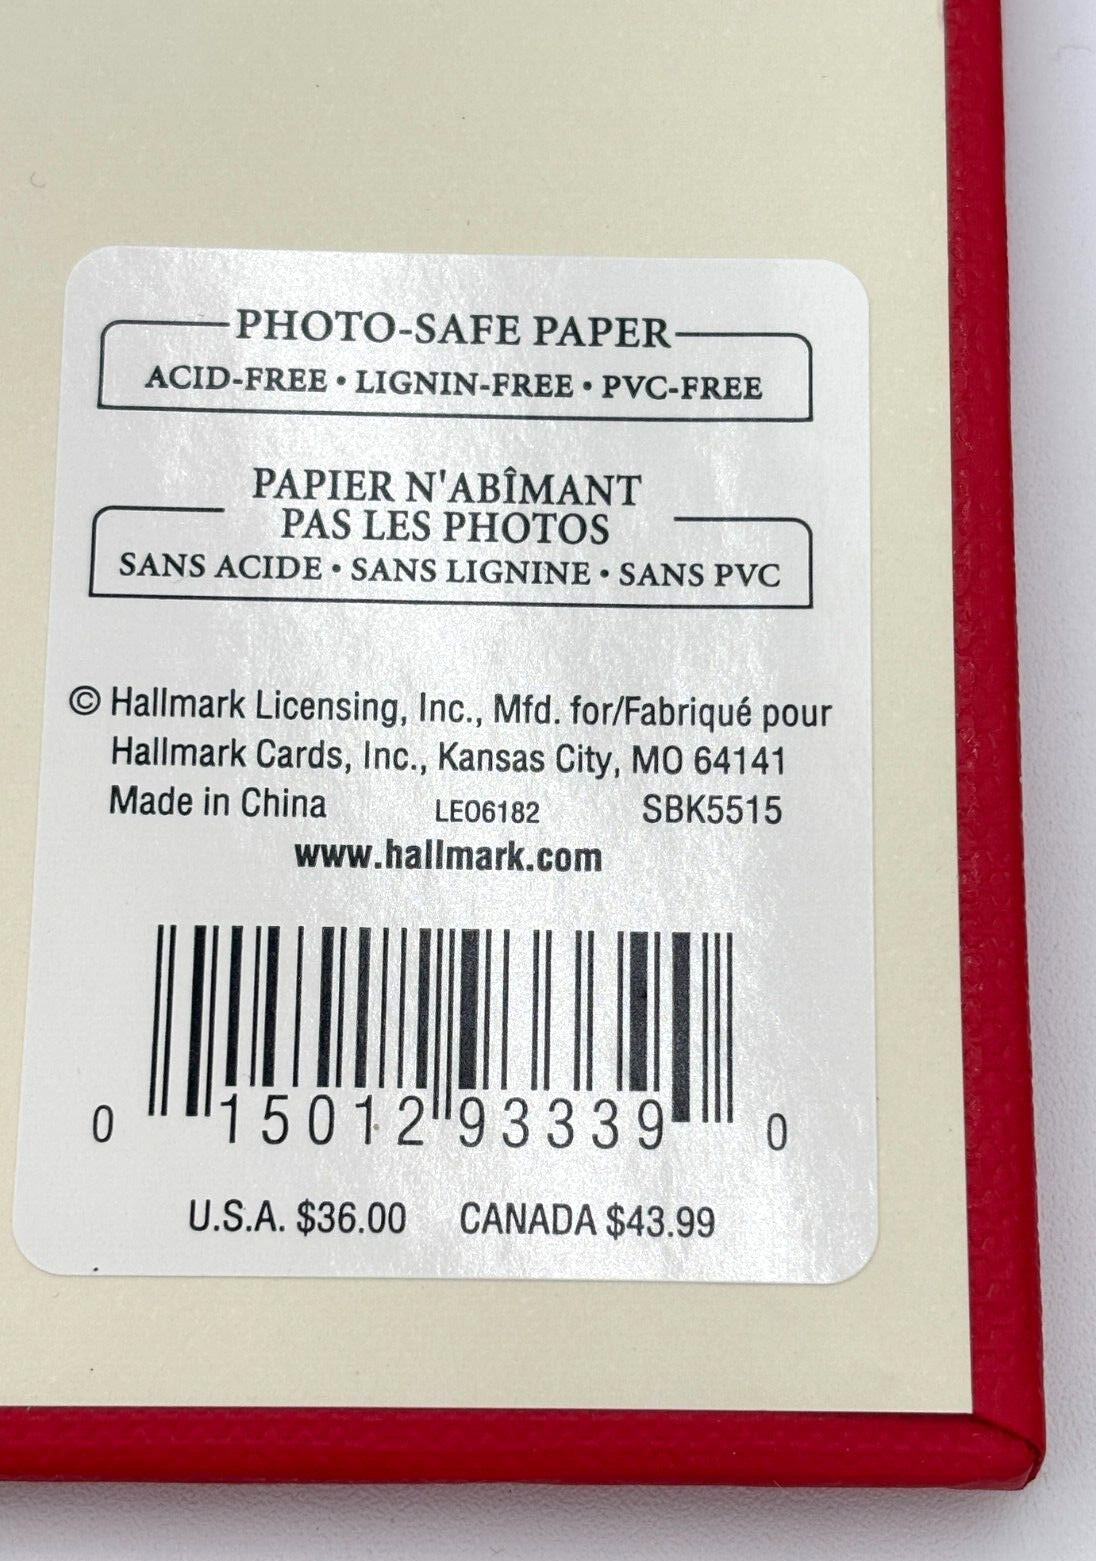 PHOTO-SAFE PAPER
ACID-FREE • LIGNIN-FREE • PVC-FREE
PAPIER N'ABÎMANT
PAS LES PHOTOS
SANS ACIDE • SANS LIGNINE • SANS PVC
© Hallmark Licensing, Inc., Mfd. for/Fabriqué pour
Hallmark Cards, Inc., Kansas City, MO 64141
Made in China LEO6182 SBK5515
www.hallmark.com
0 15012 93339 0
U.S.A. $36.00 CANADA $43.99